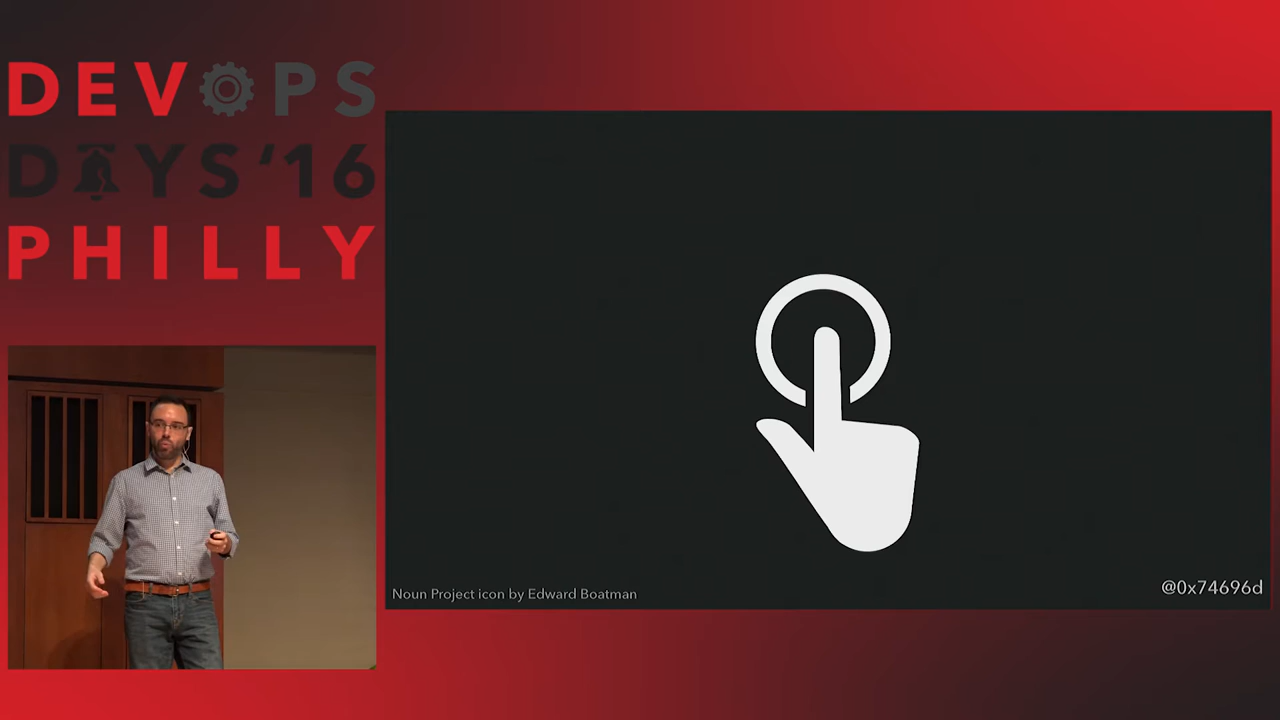 DEVOPS
DAYS'16
PHILLY
Noun Project icon by Edward Boatman
@0x74696d